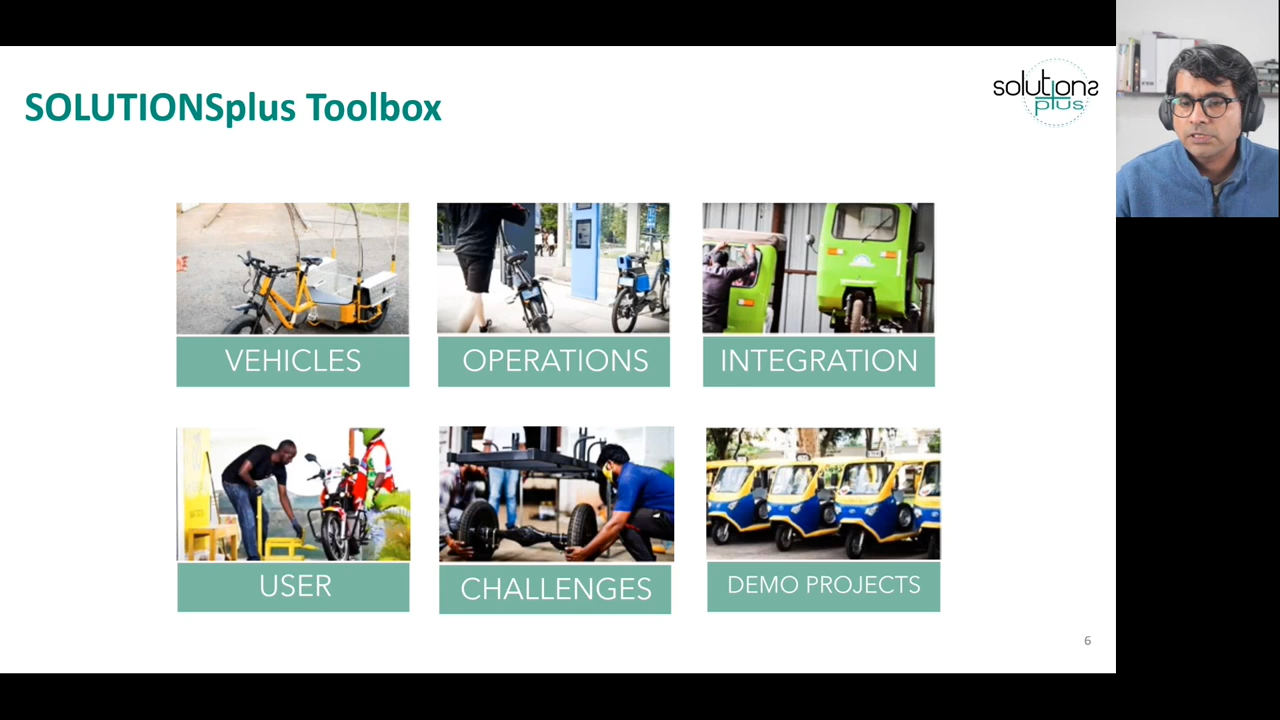 SOLUTIONSplus Toolbox
solutions
plus
VEHICLES
OPERATIONS
INTEGRATION
USER
CHALLENGES
DEMO PROJECTS
6